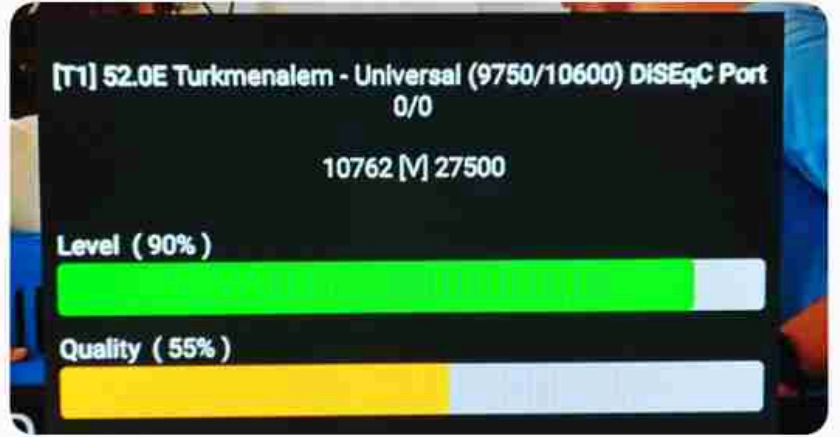 [T1] 52.0E Turkmenalem - Universal (9750/10600) DiSEqC Port
0/0
10762 [V] 27500
Level ( 90% )
Quality ( 55% )